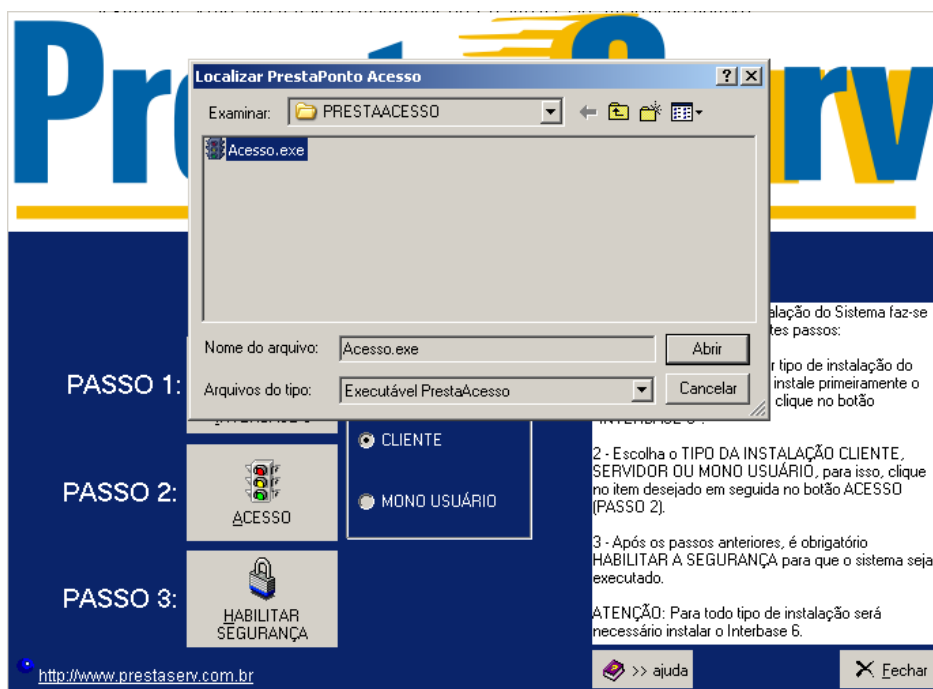 Localizar PrestaPonto Acesso
Examinar: PRESTAACESSO
Acesso.exe
Nome do arquivo: Acesso.exe
Abrir
Arquivos do tipo: Executável PrestaAcesso
Cancelar
PASSO 1:
CLIENTE
PASSO 2:
ACESSO
MONO USUÁRIO
PASSO 3:
HABILITAR
SEGURANÇA
alação do Sistema faz-se
tes passos:
r tipo de instalação do
instale primeiramente o
clique no botão
2 - Escolha o TIPO DA INSTALAÇÃO CLIENTE,
SERVIDOR OU MONO USUÁRIO, para isso, clique
no item desejado em seguida no botão ACESSO
(PASSO 2).
3 - Após os passos anteriores, é obrigatório
HABILITAR A SEGURANÇA para que o sistema seja
executado.
ATENÇÃO: Para todo tipo de instalação será
necessário instalar o Interbase 6.
http://www.prestaserv.com.br
>> ajuda
Fechar